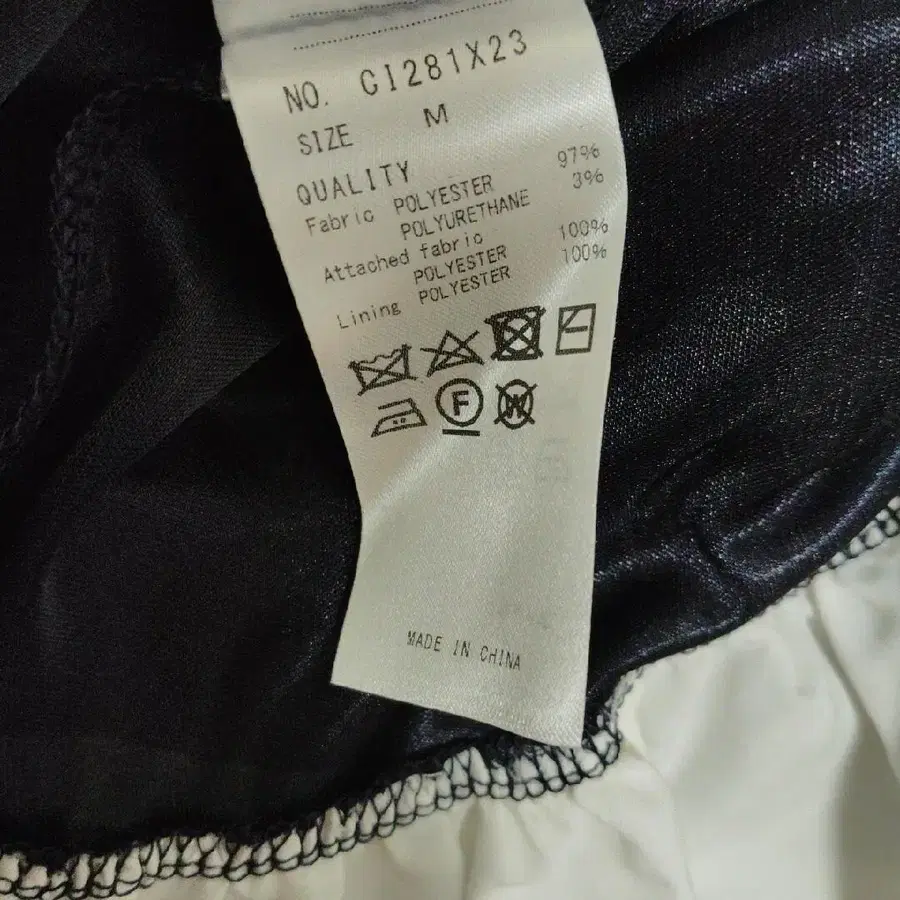 NO. CI281X23
SIZE M
QUALITY
Fabric POLYESTER 97%
POLYURETHANE 3%
Attached fabric
POLYESTER 100%
Lining POLYESTER 100%
F W
MADE IN CHINA